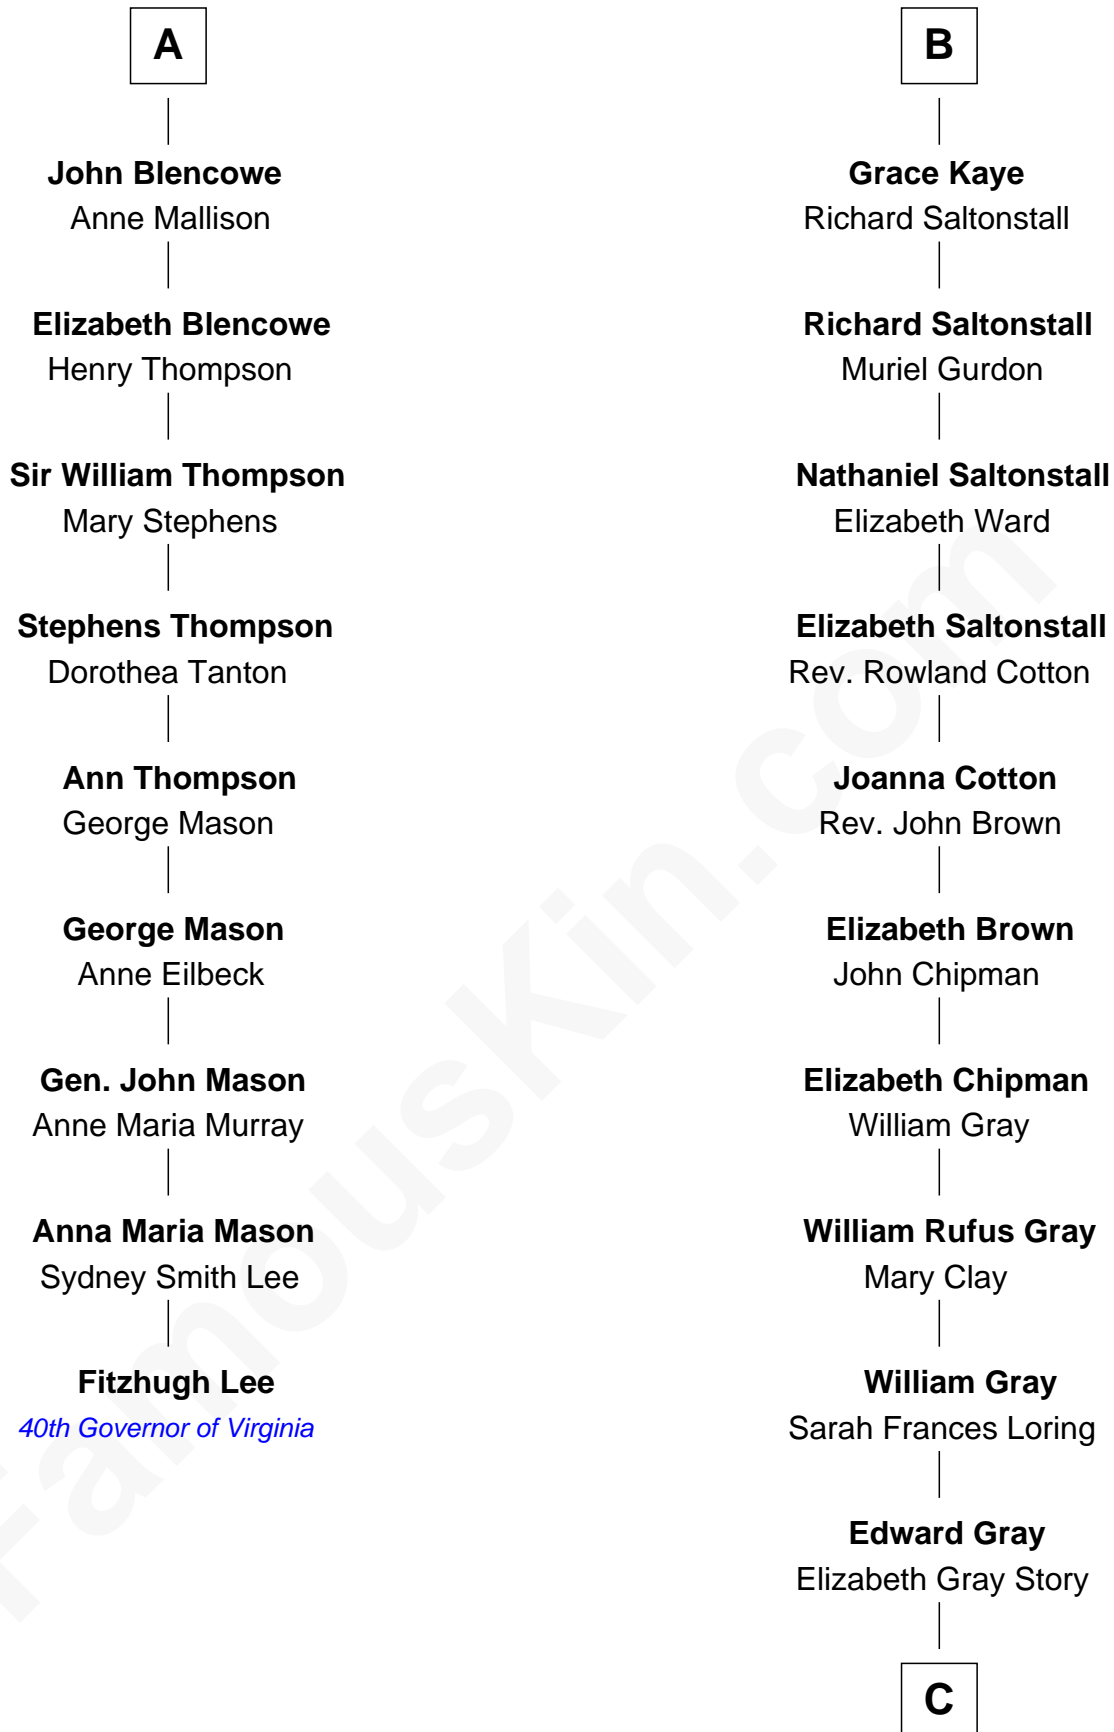 A
John Blencowe
Anne Mallison
Elizabeth Blencowe
Henry Thompson
Sir William Thompson
Mary Stephens
Stephens Thompson
Dorothea Tanton
Ann Thompson
George Mason
George Mason
Anne Eilbeck
Gen. John Mason
Anne Maria Murray
Anna Maria Mason
Sydney Smith Lee
Fitzhugh Lee
40th Governor of Virginia
B
Grace Kaye
Richard Saltonstall
Richard Saltonstall
Muriel Gurdon
Nathaniel Saltonstall
Elizabeth Ward
Elizabeth Saltonstall
Rev. Rowland Cotton
Joanna Cotton
Rev. John Brown
Elizabeth Brown
John Chipman
Elizabeth Chipman
William Gray
William Rufus Gray
Mary Clay
William Gray
Sarah Frances Loring
Edward Gray
Elizabeth Gray Story
C
FamousKin.com